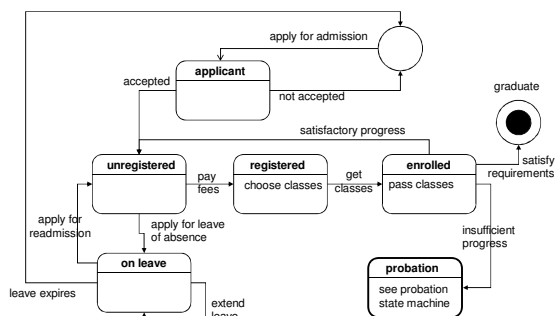 apply for admission
applicant
accepted
not accepted
graduate
satisfactory progress
unregistered
pay
fees
registered
choose classes
get
classes
enrolled
pass classes
satisfy
requirements
apply for
readmission
apply for leave
of absence
insufficient
progress
on leave
leave expires
extend
leave
probation
see probation
state machine